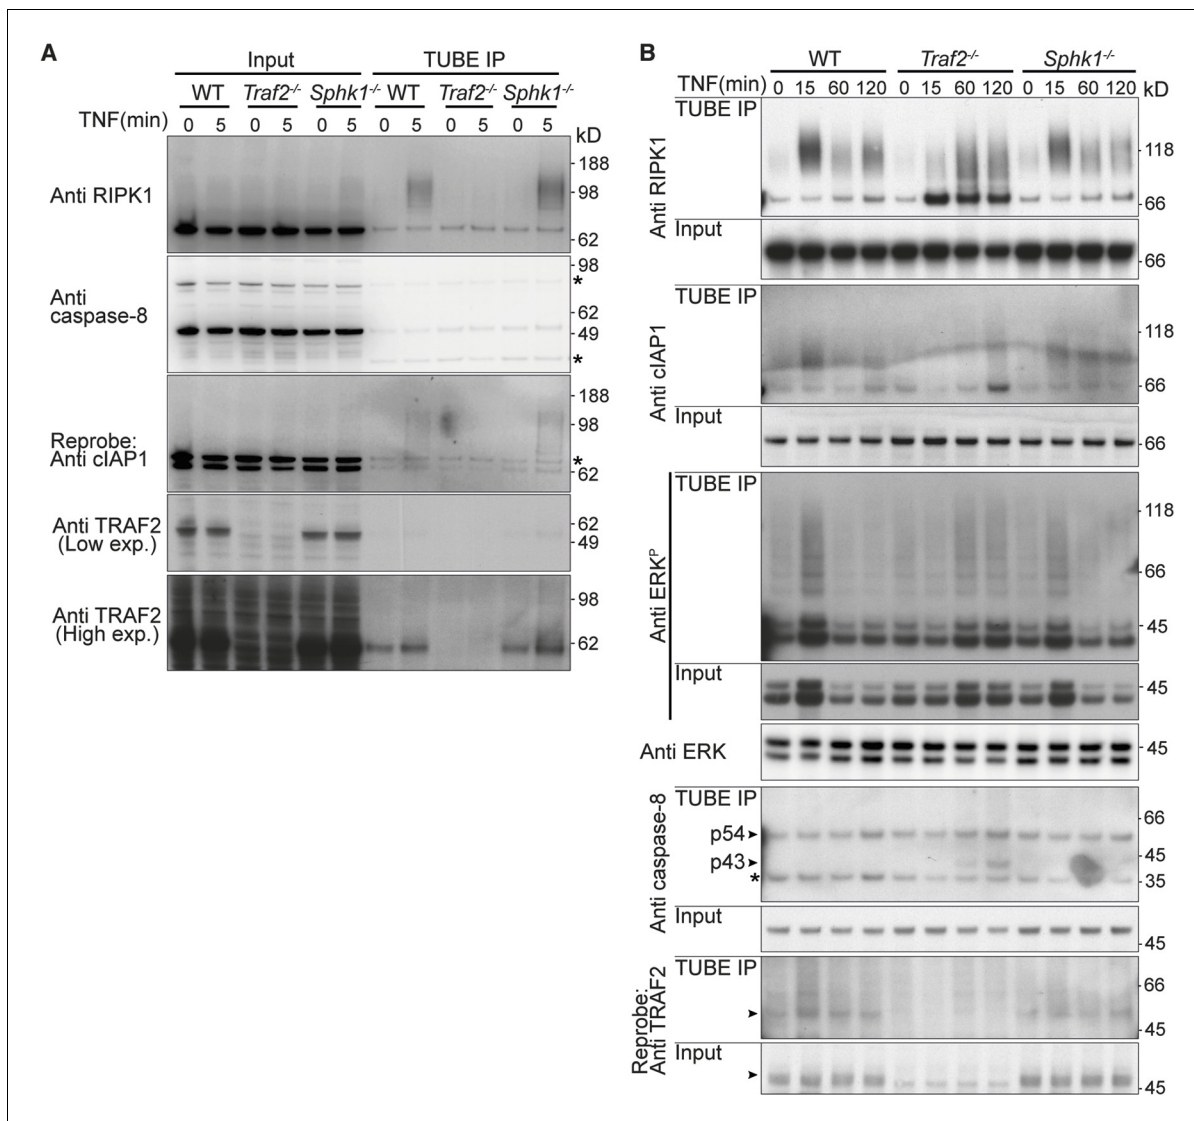 A
Input TUBE IP
WT Traf2-/- Sphk1-/- WT Traf2-/- Sphk1-/-
TNF(min) 0 5 0 5 0 5 0 5 0 5 0 5 kD
Anti RIPK1
188
98
62
Anti
caspase-8
98
*
62
49
*
Reprobe:
Anti cIAP1
188
98
*
62
Anti TRAF2
(Low exp.)
62
49
Anti TRAF2
(High exp.)
98
62
B
WT Traf2-/- Sphk1-/-
TNF(min) 0 15 60 120 0 15 60 120 0 15 60 120 kD
Anti RIPK1
TUBE IP
118
66
Input
66
Anti cIAP1
TUBE IP
118
66
Input
66
Anti ERKP
TUBE IP
118
66
45
Input
45
Anti ERK
45
Anti caspase-8
TUBE IP
p54
p43
*
66
45
35
Input
45
Reprobe:
Anti TRAF2
TUBE IP
66
45
Input
45